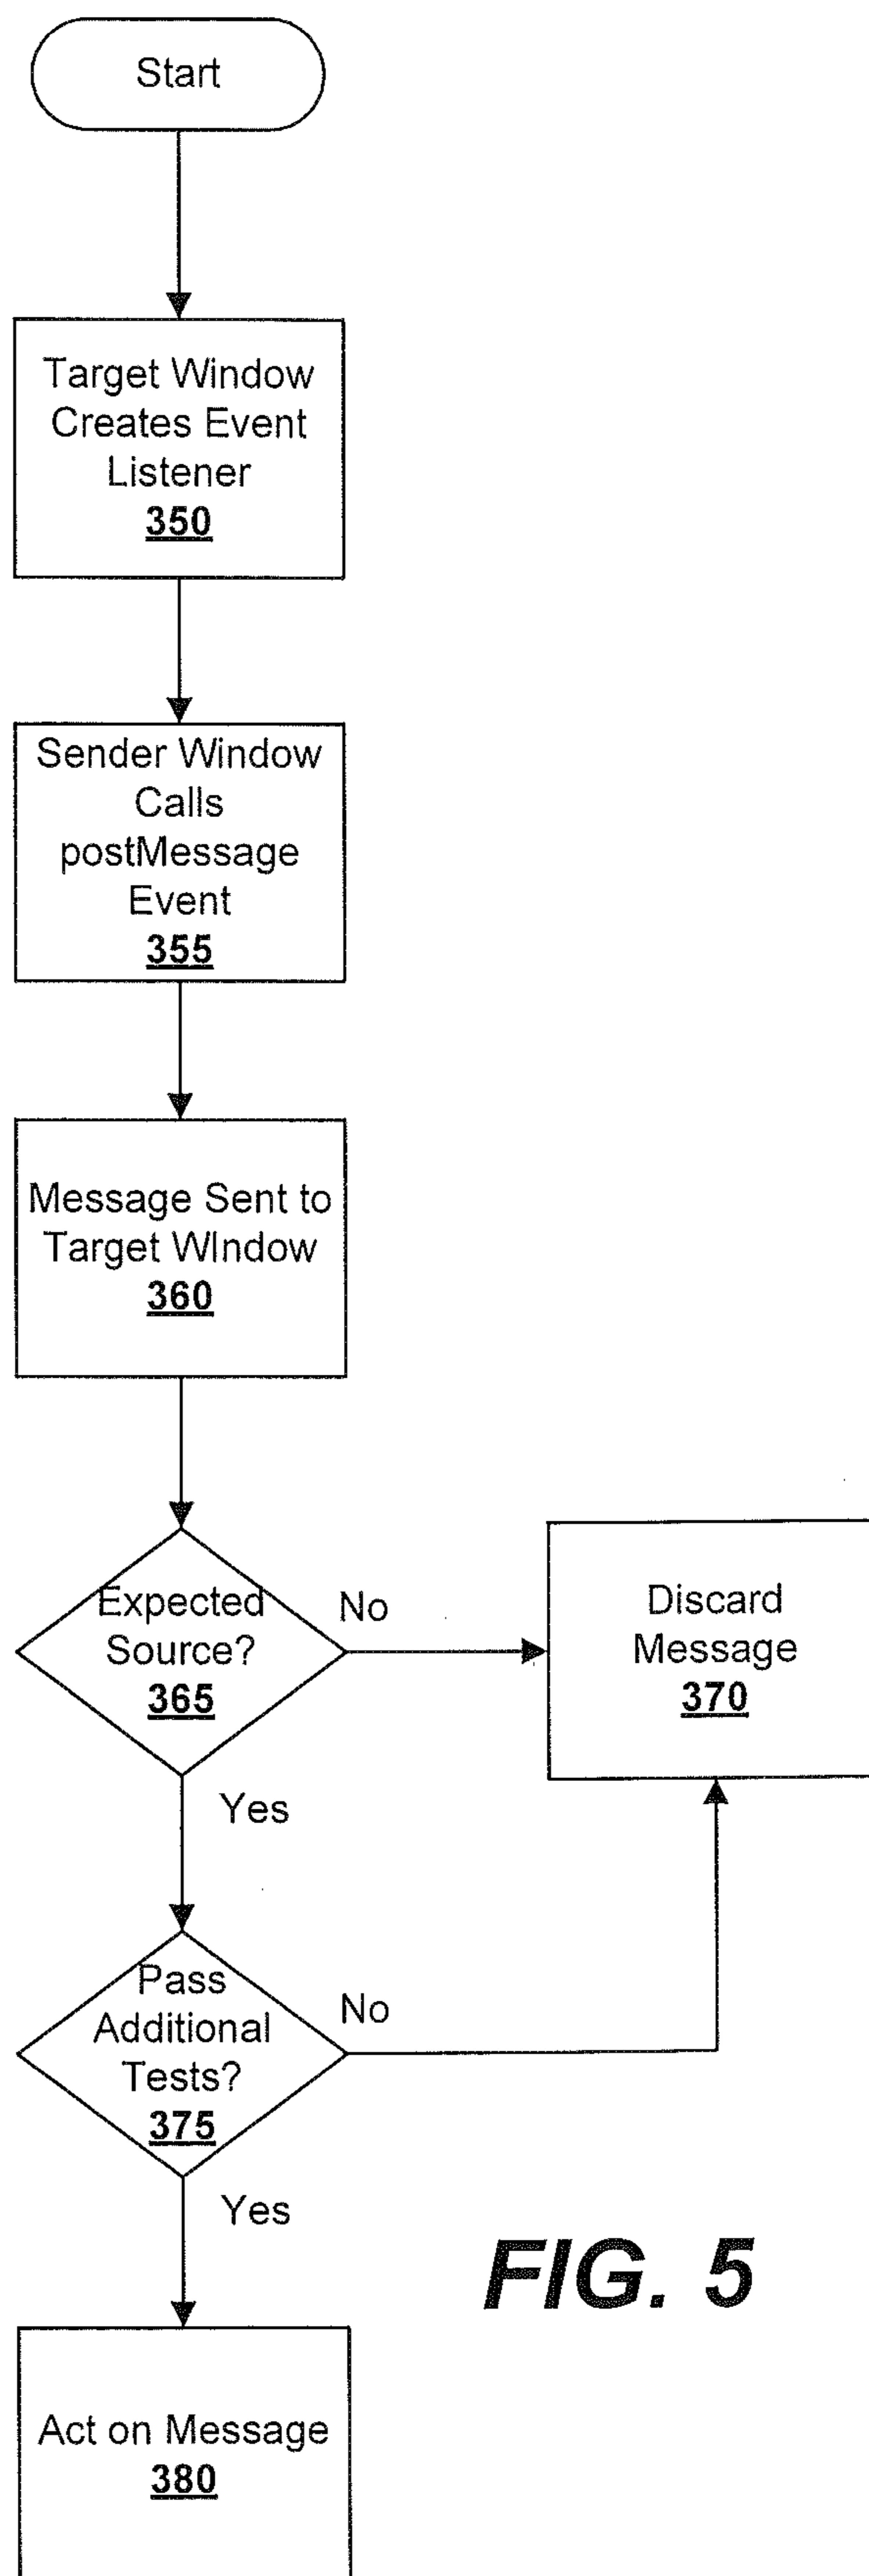 Start
Target Window
Creates Event
Listener
350
Sender Window
Calls
postMessage
Event
355
Message Sent to
Target WIndow
360
Expected
Source?
365
No
Discard
Message
370
Yes
Pass
Additional
Tests?
375
No
Yes
Act on Message
380
FIG. 5